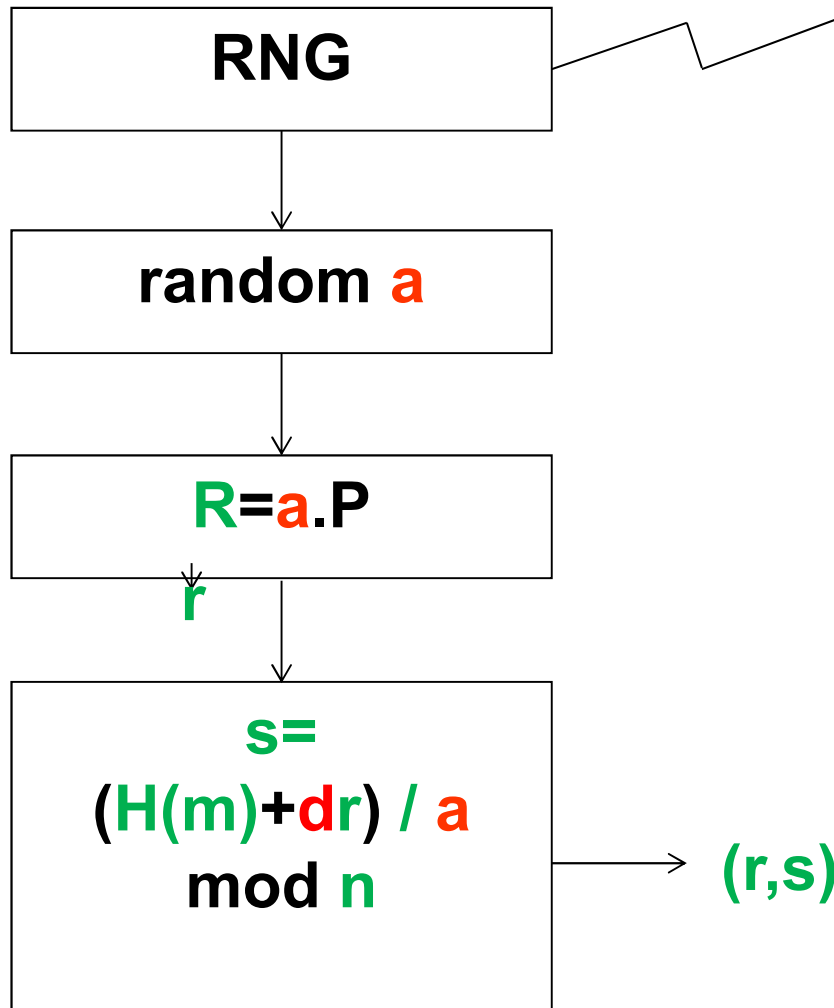 RNG
random a
R=a.P
r
s=
(H(m)+dr) / a
mod n
(r,s)